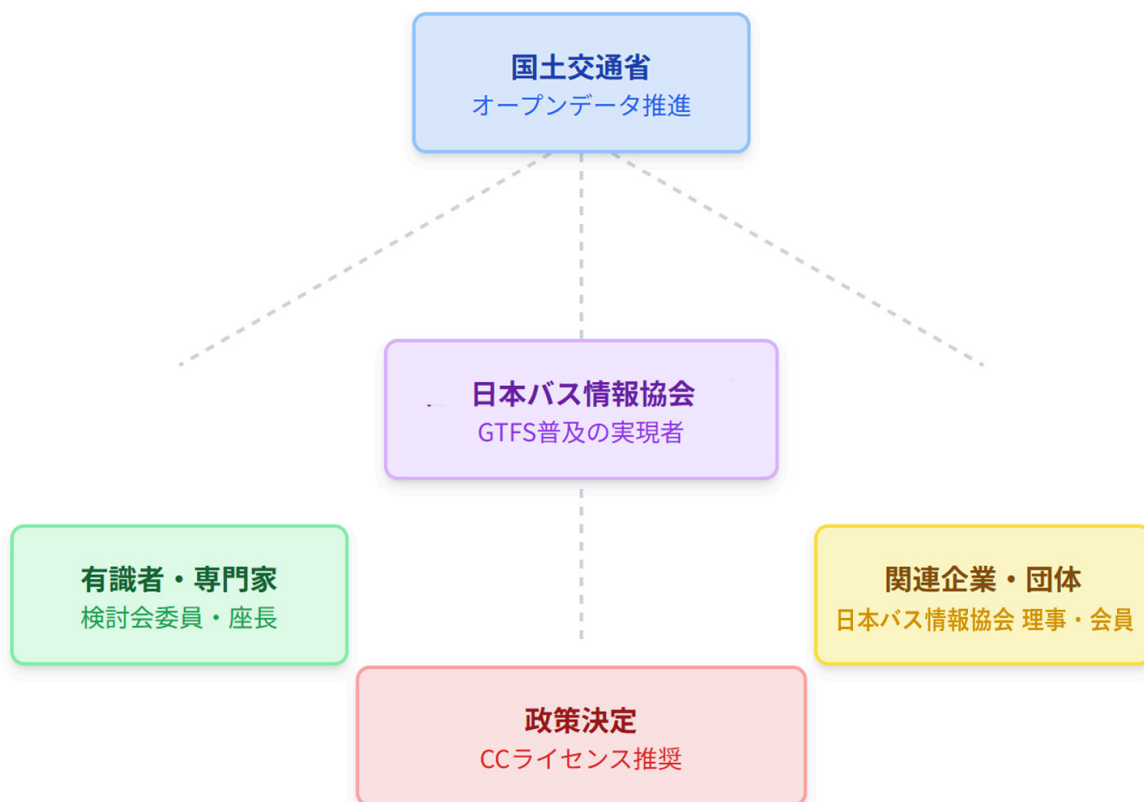 国土交通省
オープンデータ推進
日本バス情報協会
GTFS普及の実現者
有識者・専門家
検討会委員・座長
関連企業・団体
日本バス情報協会 理事・会員
政策決定
CCライセンス推奨